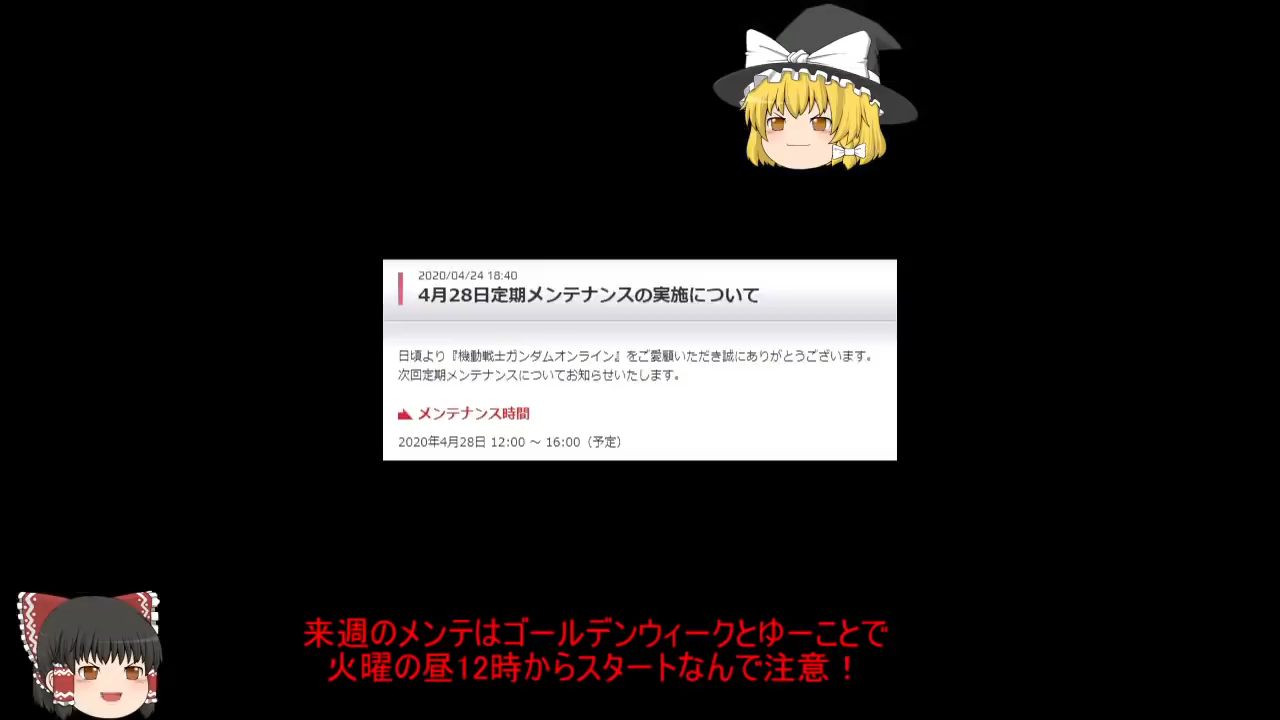 2020/04/24 18:40
4月28日定期メンテナンスの実施について
日頃より『機動戦士ガンダムオンライン』をご愛顧いただき誠にありがとうございます。
次回定期メンテナンスについてお知らせいたします。
メンテナンス時間
2020年4月28日 12:00 ～ 16:00（予定）
来週のメンテはゴールデンウィークとゆーことで
火曜の昼12時からスタートなんで注意！